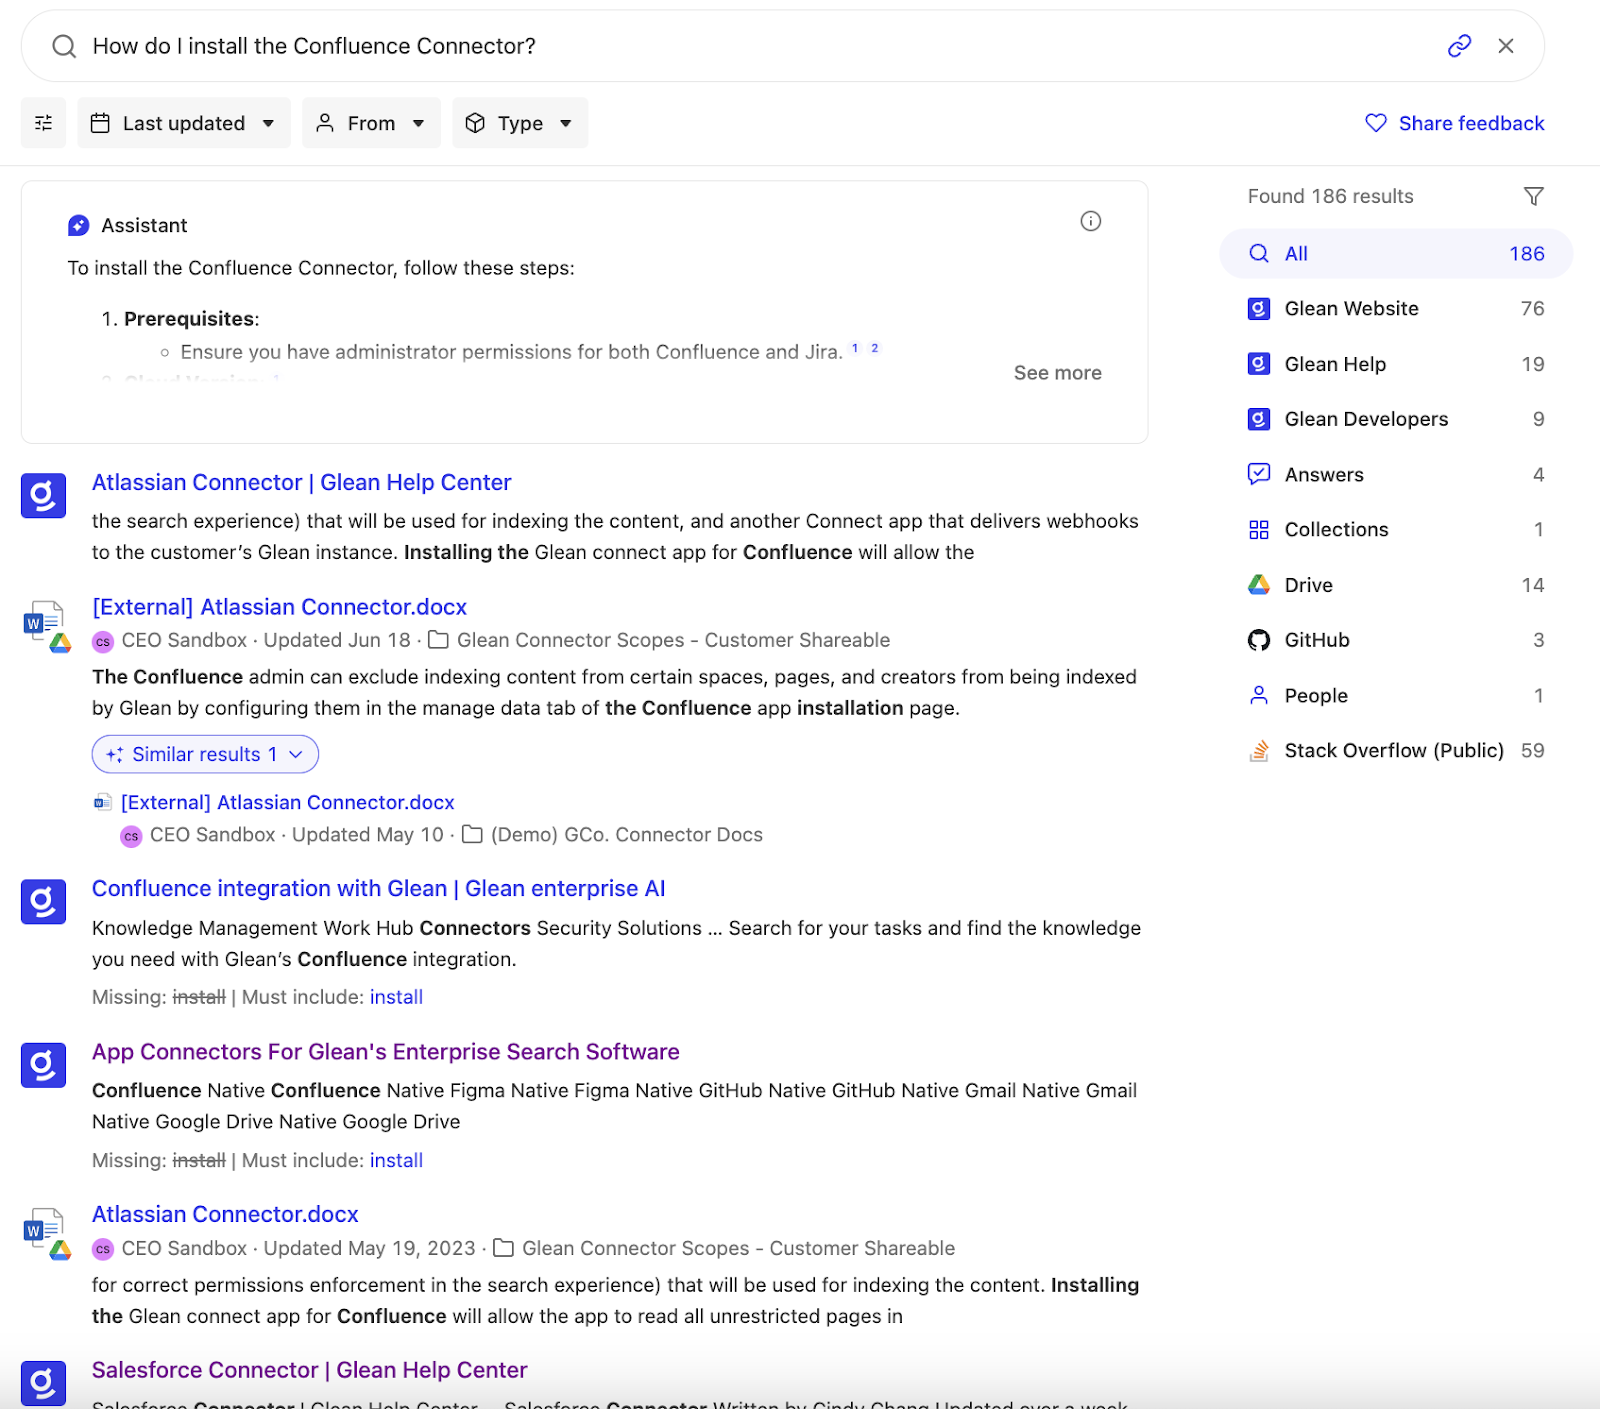 How do I install the Confluence Connector?
Last updated
From
Type
Share feedback
Assistant
To install the Confluence Connector, follow these steps:
1. Prerequisites:
Ensure you have administrator permissions for both Confluence and Jira. 1 2
See more
Atlassian Connector | Glean Help Center
the search experience) that will be used for indexing the content, and another Connect app that delivers webhooks
to the customer’s Glean instance. Installing the Glean connect app for Confluence will allow the
[External] Atlassian Connector.docx
CS CEO Sandbox · Updated Jun 18 · Glean Connector Scopes - Customer Shareable
The Confluence admin can exclude indexing content from certain spaces, pages, and creators from being indexed
by Glean by configuring them in the manage data tab of the Confluence app installation page.
Similar results 1
[External] Atlassian Connector.docx
CS CEO Sandbox · Updated May 10 · (Demo) GCo. Connector Docs
Confluence integration with Glean | Glean enterprise AI
Knowledge Management Work Hub Connectors Security Solutions ... Search for your tasks and find the knowledge
you need with Glean’s Confluence integration.
Missing: install | Must include: install
App Connectors For Glean's Enterprise Search Software
Confluence Native Confluence Native Figma Native Figma Native GitHub Native GitHub Native Gmail Native Gmail
Native Google Drive Native Google Drive
Missing: install | Must include: install
Atlassian Connector.docx
CS CEO Sandbox · Updated May 19, 2023 · Glean Connector Scopes - Customer Shareable
for correct permissions enforcement in the search experience) that will be used for indexing the content. Installing
the Glean connect app for Confluence will allow the app to read all unrestricted pages in
Salesforce Connector | Glean Help Center
Salesforce Connector | Glean Help Center ... Salesforce Connector Written by Cindy Chang Updated over a week
Found 186 results
All 186
Glean Website 76
Glean Help 19
Glean Developers 9
Answers 4
Collections 1
Drive 14
GitHub 3
People 1
Stack Overflow (Public) 59